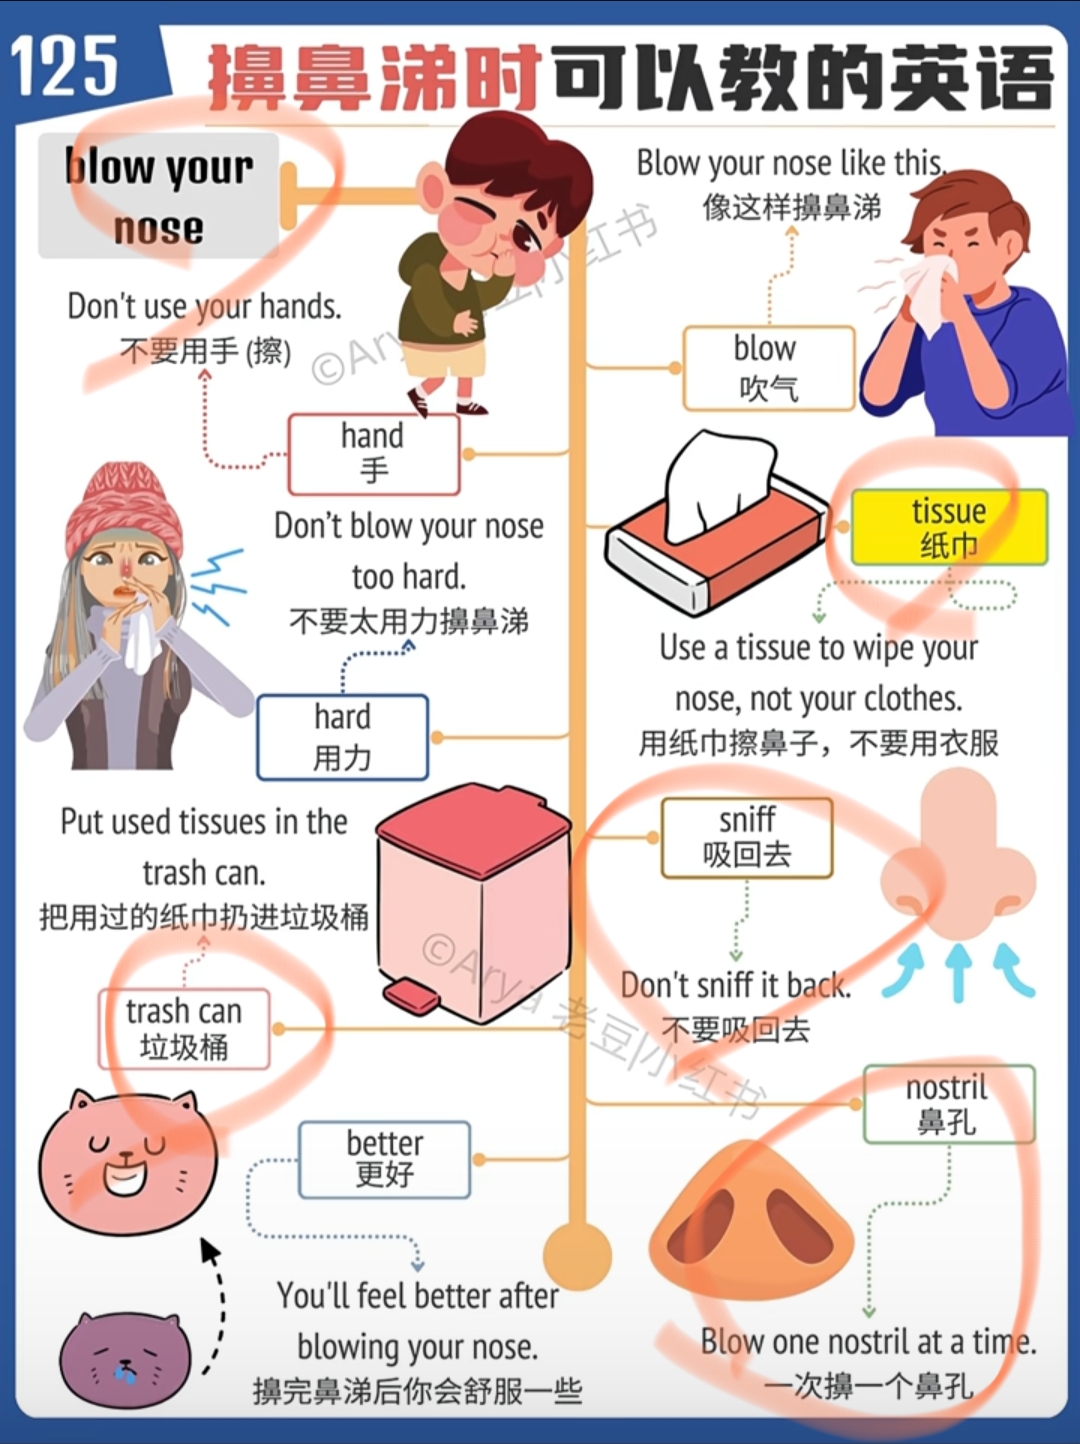 125
擤鼻涕时可以教的英语
blow your
nose
Blow your nose like this.
像这样擤鼻涕
Don't use your hands.
不要用手 (擦)
blow
吹气
hand
手
tissue
纸巾
Don’t blow your nose
too hard.
不要太用力擤鼻涕
Use a tissue to wipe your
nose, not your clothes.
用纸巾擦鼻子，不要用衣服
hard
用力
Put used tissues in the
trash can.
把用过的纸巾扔进垃圾桶
sniff
吸回去
Don't sniff it back.
不要吸回去
trash can
垃圾桶
nostril
鼻孔
better
更好
You'll feel better after
blowing your nose.
擤完鼻涕后你会舒服一些
Blow one nostril at a time.
一次擤一个鼻孔
©Ary 豆|小红书
©Arya 老豆|小红书